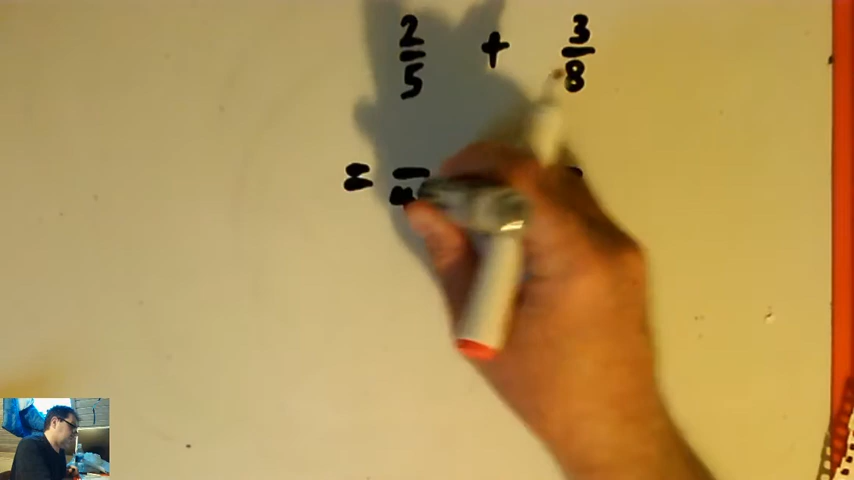 2/5 + 3/8
=